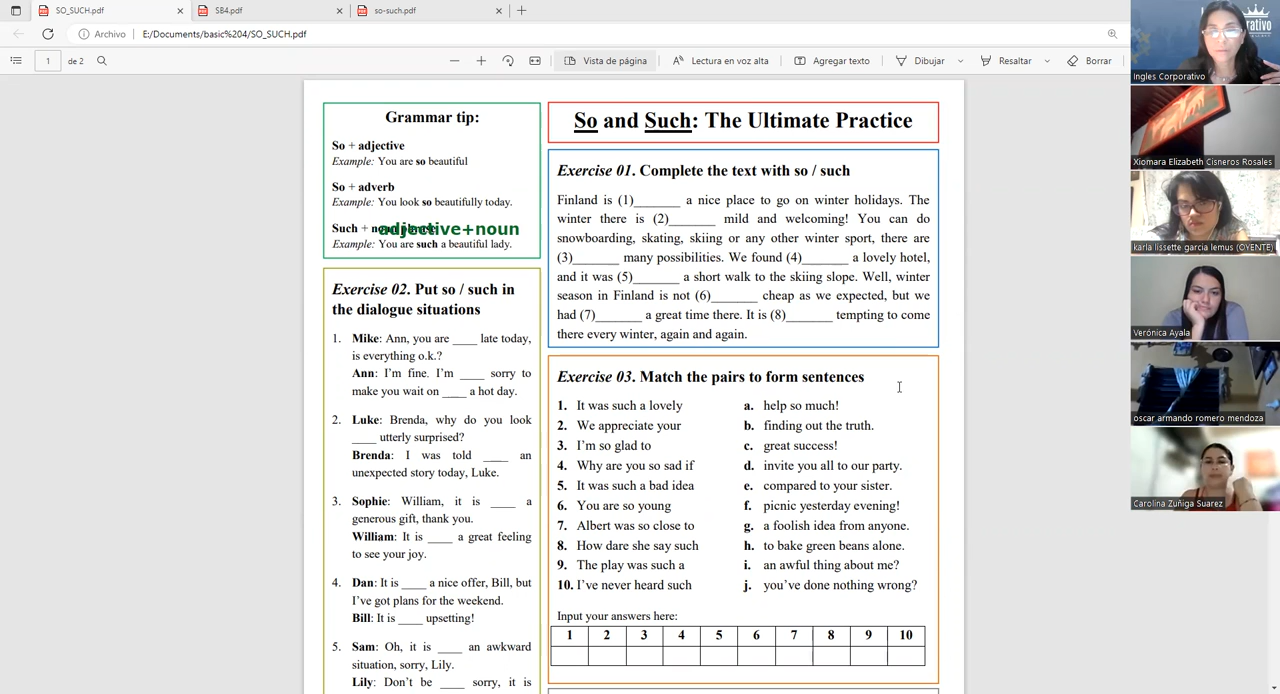 SO_SUCH.pdf
SB4.pdf
so-such.pdf
Archivo
E:/Documents/basic%204/SO_SUCH.pdf
1
de 2
Vista de página
Lectura en voz alta
Agregar texto
Dibujar
Resaltar
Borrar
Grammar tip:
So + adjective
Example: You are so beautiful
So + adverb
Example: You look so beautifully today.
Such + noun phrase
adjective+noun
Example: You are such a beautiful lady.
Exercise 02. Put so / such in
the dialogue situations
1. Mike: Ann, you are ____ late today,
is everything o.k.?
Ann: I'm fine. I'm ____ sorry to
make you wait on ____ a hot day.
2. Luke: Brenda, why do you look
____ utterly surprised?
Brenda: I was told ____ an
unexpected story today, Luke.
3. Sophie: William, it is ____ a
generous gift, thank you.
William: It is ____ a great feeling
to see your joy.
4. Dan: It is ____ a nice offer, Bill, but
I've got plans for the weekend.
Bill: It is ____ upsetting!
5. Sam: Oh, it is ____ an awkward
situation, sorry, Lily.
Lily: Don't be ____ sorry, it is
So and Such: The Ultimate Practice
Exercise 01. Complete the text with so / such
Finland is (1)_______ a nice place to go on winter holidays. The
winter there is (2)_______ mild and welcoming! You can do
snowboarding, skating, skiing or any other winter sport, there are
(3)_______ many possibilities. We found (4)_______ a lovely hotel,
and it was (5)_______ a short walk to the skiing slope. Well, winter
season in Finland is not (6)_______ cheap as we expected, but we
had (7)_______ a great time there. It is (8)_______ tempting to come
there every winter, again and again.
Exercise 03. Match the pairs to form sentences
1. It was such a lovely
2. We appreciate your
3. I'm so glad to
4. Why are you so sad if
5. It was such a bad idea
6. You are so young
7. Albert was so close to
8. How dare she say such
9. The play was such a
10. I've never heard such
a. help so much!
b. finding out the truth.
c. great success!
d. invite you all to our party.
e. compared to your sister.
f. picnic yesterday evening!
g. a foolish idea from anyone.
h. to bake green beans alone.
i. an awful thing about me?
j. you've done nothing wrong?
Input your answers here:
1 2 3 4 5 6 7 8 9 10
rativo
Ingles Corporativo
Xiomara Elizabeth Cisneros Rosales
karla lissette garcia lemus (OYENTE)
Verónica Ayala
oscar armando romero mendoza
Carolina Zuñiga Suarez